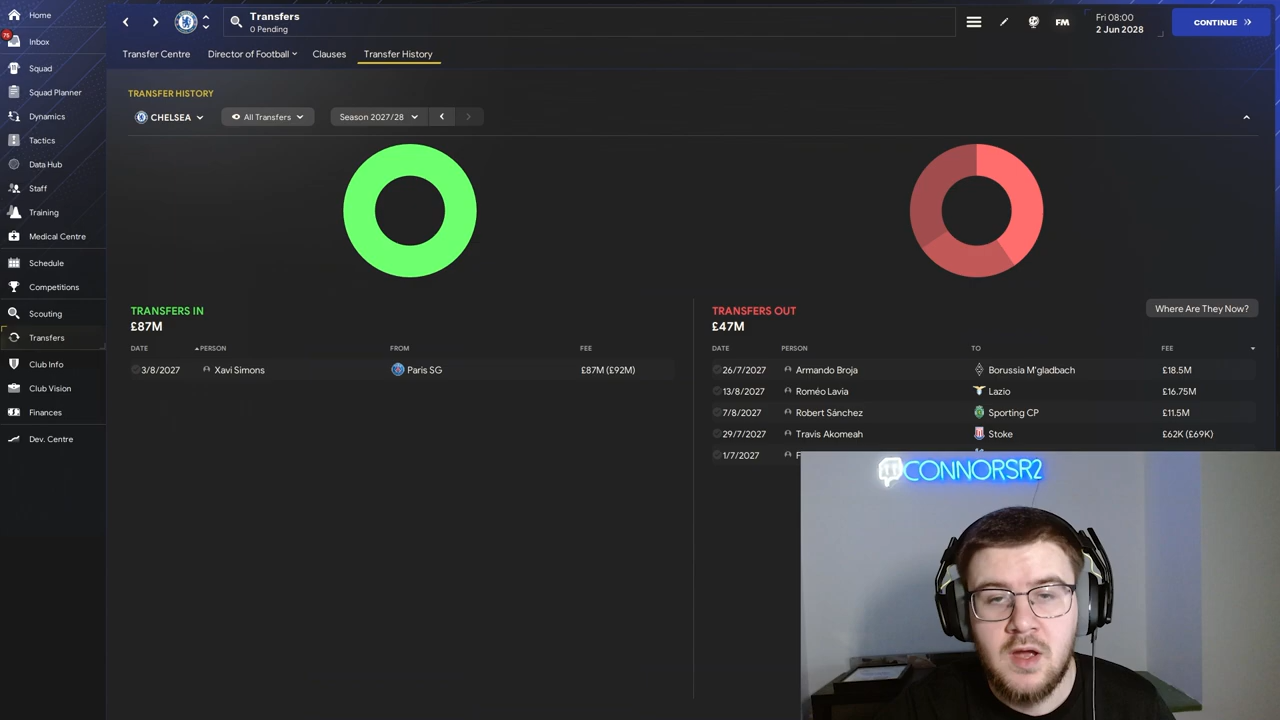 Home
75
Inbox
Squad
Squad Planner
Dynamics
Tactics
Data Hub
Staff
Training
Medical Centre
Schedule
Competitions
Scouting
Transfers
Club Info
Club Vision
Finances
Dev. Centre
Transfers
0 Pending
FM
Fri 08:00
2 Jun 2028
CONTINUE
Transfer Centre
Director of Football
Clauses
Transfer History
TRANSFER HISTORY
CHELSEA
All Transfers
Season 2027/28
TRANSFERS IN
£87M
DATE PERSON FROM FEE
3/8/2027 Xavi Simons Paris SG £87M (£92M)
TRANSFERS OUT
£47M
Where Are They Now?
DATE PERSON TO FEE
26/7/2027 Armando Broja Borussia M'gladbach £18.5M
13/8/2027 Roméo Lavia Lazio £16.75M
7/8/2027 Robert Sánchez Sporting CP £11.5M
29/7/2027 Travis Akomeah Stoke £62K (£69K)
1/7/2027
CONNORSR2